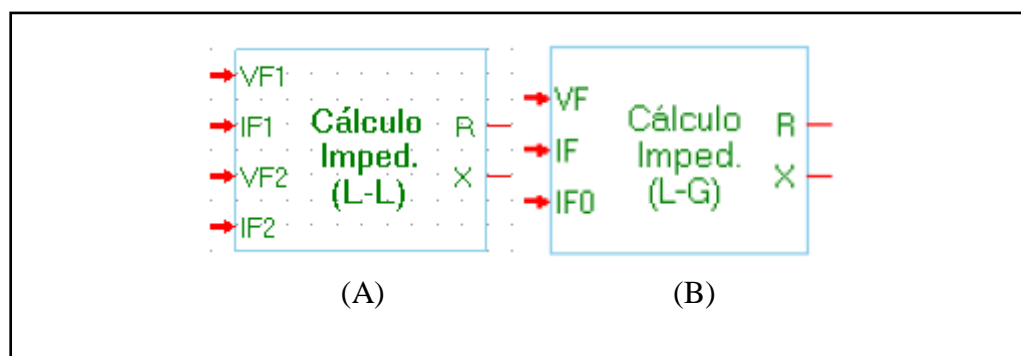 VF1
IF1
VF2
IF2
Cálculo
Imped.
(L-L)
R
X
VF
IF
IF0
Cálculo
Imped.
(L-G)
R
X
(A)
(B)